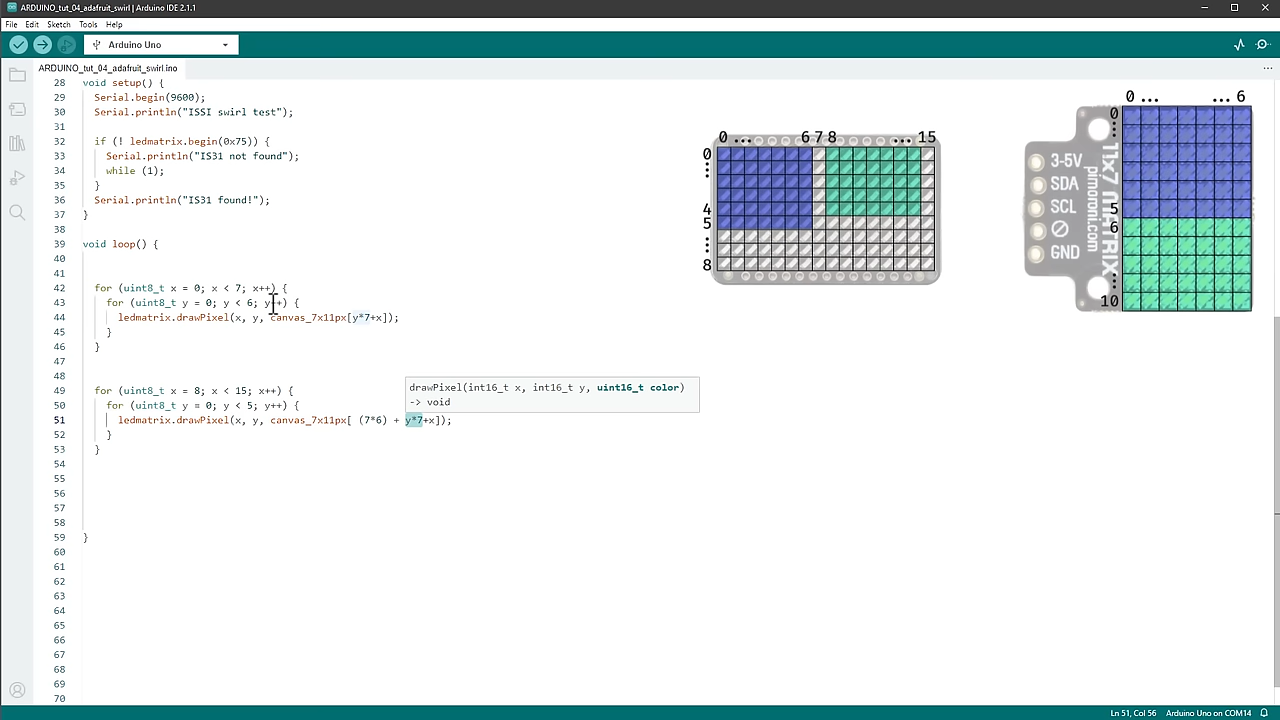 ARDUINO_tut_04_adafruit_swirl | Arduino IDE 2.1.1
File Edit Sketch Tools Help
Arduino Uno
ARDUINO_tut_04_adafruit_swirl.ino
28 void setup() {
29 Serial.begin(9600);
30 Serial.println("ISSI swirl test");
31
32 if (! ledmatrix.begin(0x75)) {
33 Serial.println("IS31 not found");
34 while (1);
35 }
36 Serial.println("IS31 found!");
37 }
38
39 void loop() {
40
41
42 for (uint8_t x = 0; x < 7; x++) {
43 for (uint8_t y = 0; y < 6; y++) {
44 ledmatrix.drawPixel(x, y, canvas_7x11px[y*7+x]);
45 }
46 }
47
48
49 for (uint8_t x = 8; x < 15; x++) {
50 for (uint8_t y = 0; y < 5; y++) {
51 ledmatrix.drawPixel(x, y, canvas_7x11px[ (7*6) + y*7+x]);
52 }
53 }
54
55
56
57
58
59 }
60
61
62
63
64
65
66
67
68
69
70
drawPixel(int16_t x, int16_t y, uint16_t color)
-> void
0 ... 6 7 8 ... 15
0
4
5
8
0 ... ... 6
0
5
6
10
3-5V
SDA
SCL
GND
11x7 MATRIX
pimoroni.com
Ln 51, Col 56 Arduino Uno on COM14